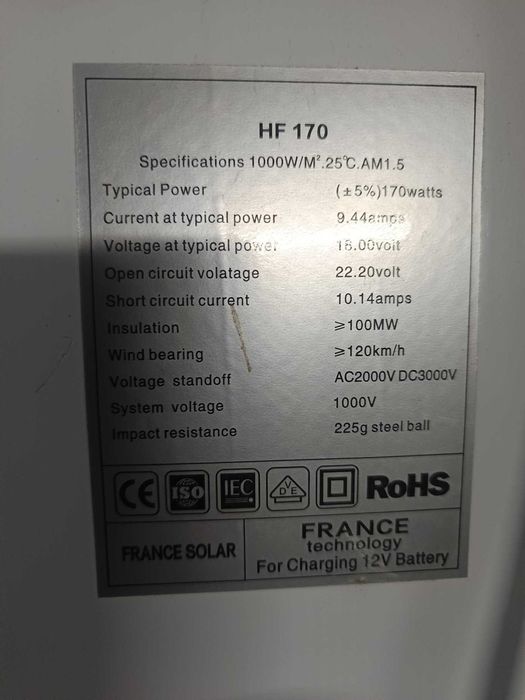 HF 170
Specifications 1000W/M².25℃.AM1.5
Typical Power (±5%)170watts
Current at typical power 9.44amps
Voltage at typical power 18.00volt
Open circuit volatage 22.20volt
Short circuit current 10.14amps
Insulation ≥100MW
Wind bearing ≥120km/h
Voltage standoff AC2000V DC3000V
System voltage 1000V
Impact resistance 225g steel ball
CE ISO IEC VDE RoHS
FRANCE SOLAR
FRANCE
technology
For Charging 12V Battery